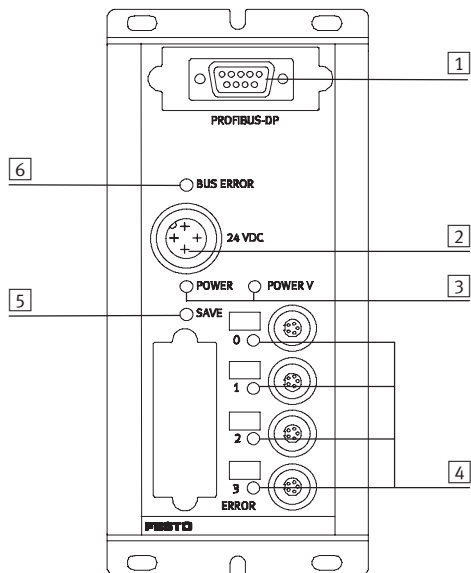 1
PROFIBUS-DP
6
BUS ERROR
24 VDC
2
POWER
POWER V
3
5
SAVE
0
1
2
3
4
ERROR
FESTO